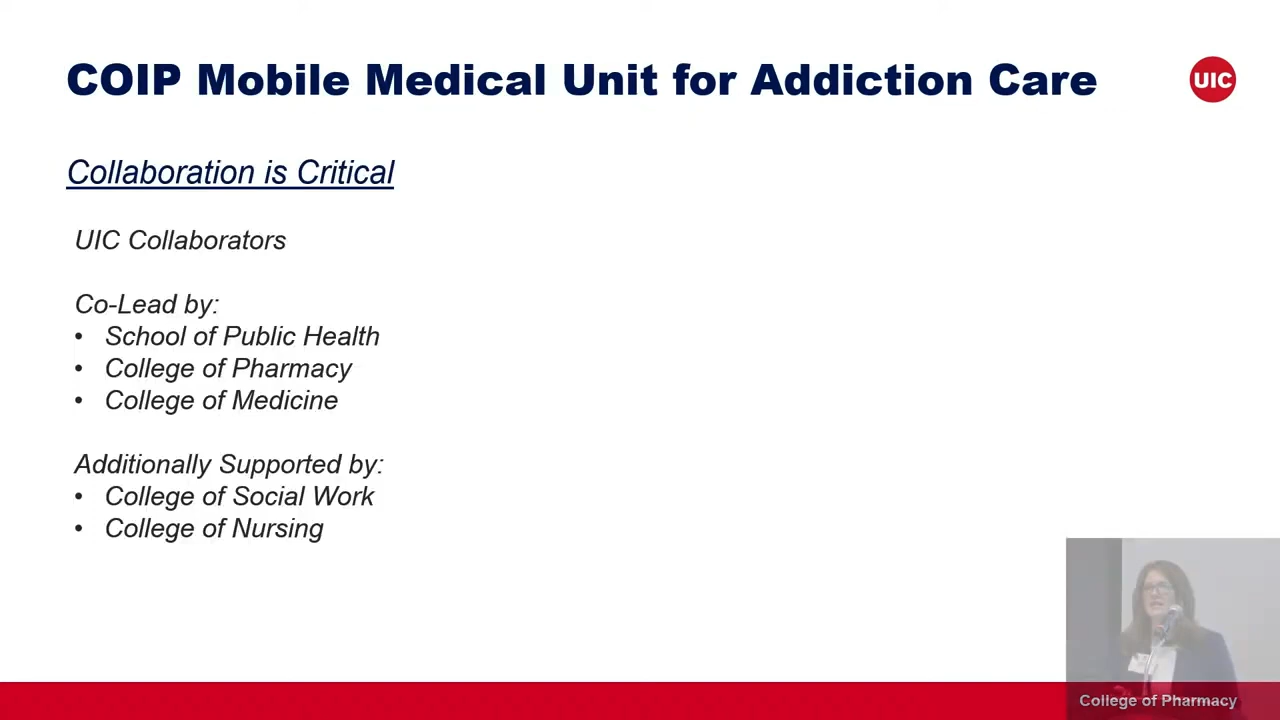 COIP Mobile Medical Unit for Addiction Care
UIC
Collaboration is Critical
UIC Collaborators
Co-Lead by:
• School of Public Health
• College of Pharmacy
• College of Medicine
Additionally Supported by:
• College of Social Work
• College of Nursing
College of Pharmacy